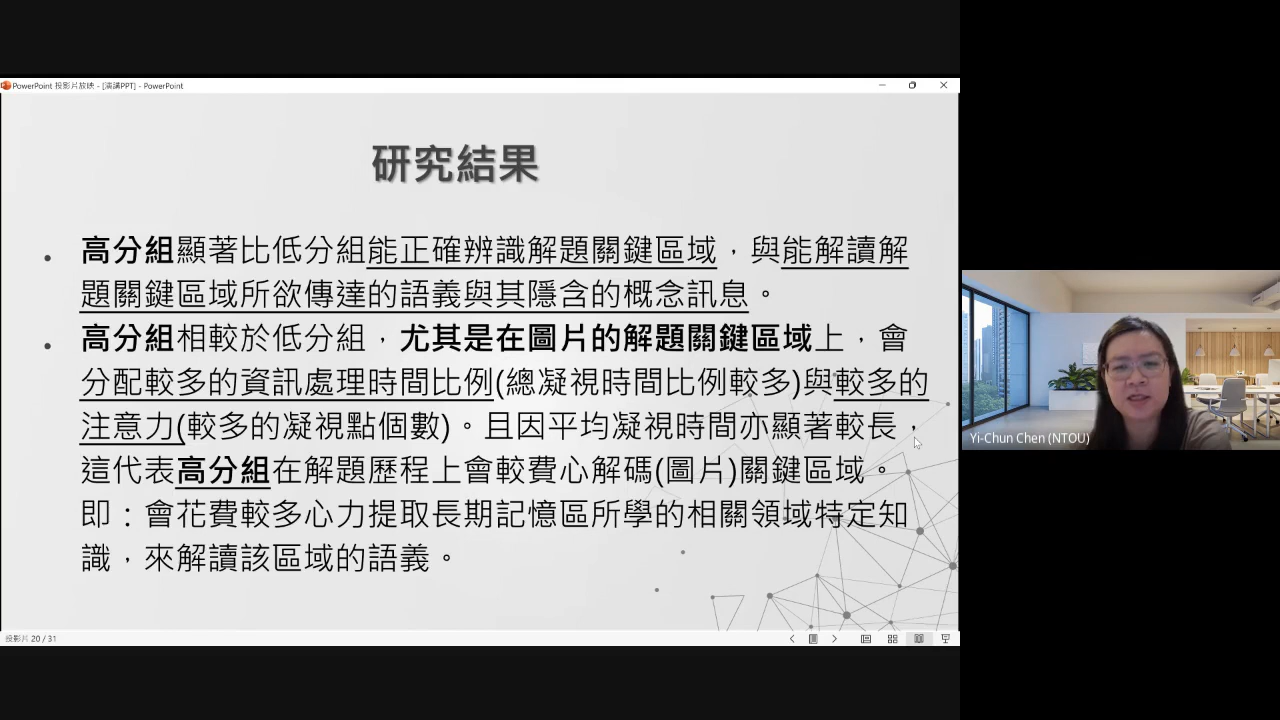 PowerPoint 投影片放映 - [演講PPT] - PowerPoint
研究結果
• 高分組顯著比低分組能正確辨識解題關鍵區域，與能解讀解
題關鍵區域所欲傳達的語義與其隱含的概念訊息。
• 高分組相較於低分組，尤其是在圖片的解題關鍵區域上，會
分配較多的資訊處理時間比例(總凝視時間比例較多)與較多的
注意力(較多的凝視點個數)。且因平均凝視時間亦顯著較長，
這代表高分組在解題歷程上會較費心解碼(圖片)關鍵區域。
即：會花費較多心力提取長期記憶區所學的相關領域特定知
識，來解讀該區域的語義。
投影片 20 / 31
Yi-Chun Chen (NTOU)